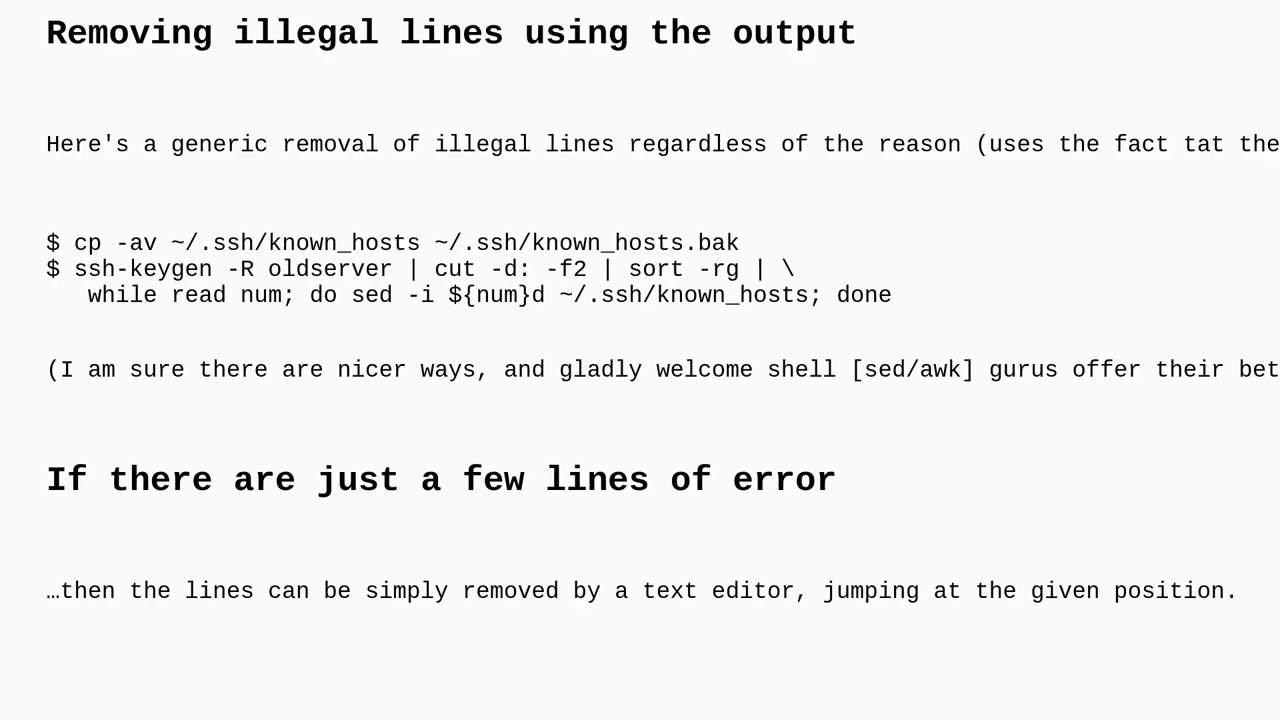 Removing illegal lines using the output
Here's a generic removal of illegal lines regardless of the reason (uses the fact tat the
$ cp -av ~/.ssh/known_hosts ~/.ssh/known_hosts.bak
$ ssh-keygen -R oldserver | cut -d: -f2 | sort -rg | \
   while read num; do sed -i ${num}d ~/.ssh/known_hosts; done
(I am sure there are nicer ways, and gladly welcome shell [sed/awk] gurus offer their bet
If there are just a few lines of error
…then the lines can be simply removed by a text editor, jumping at the given position.